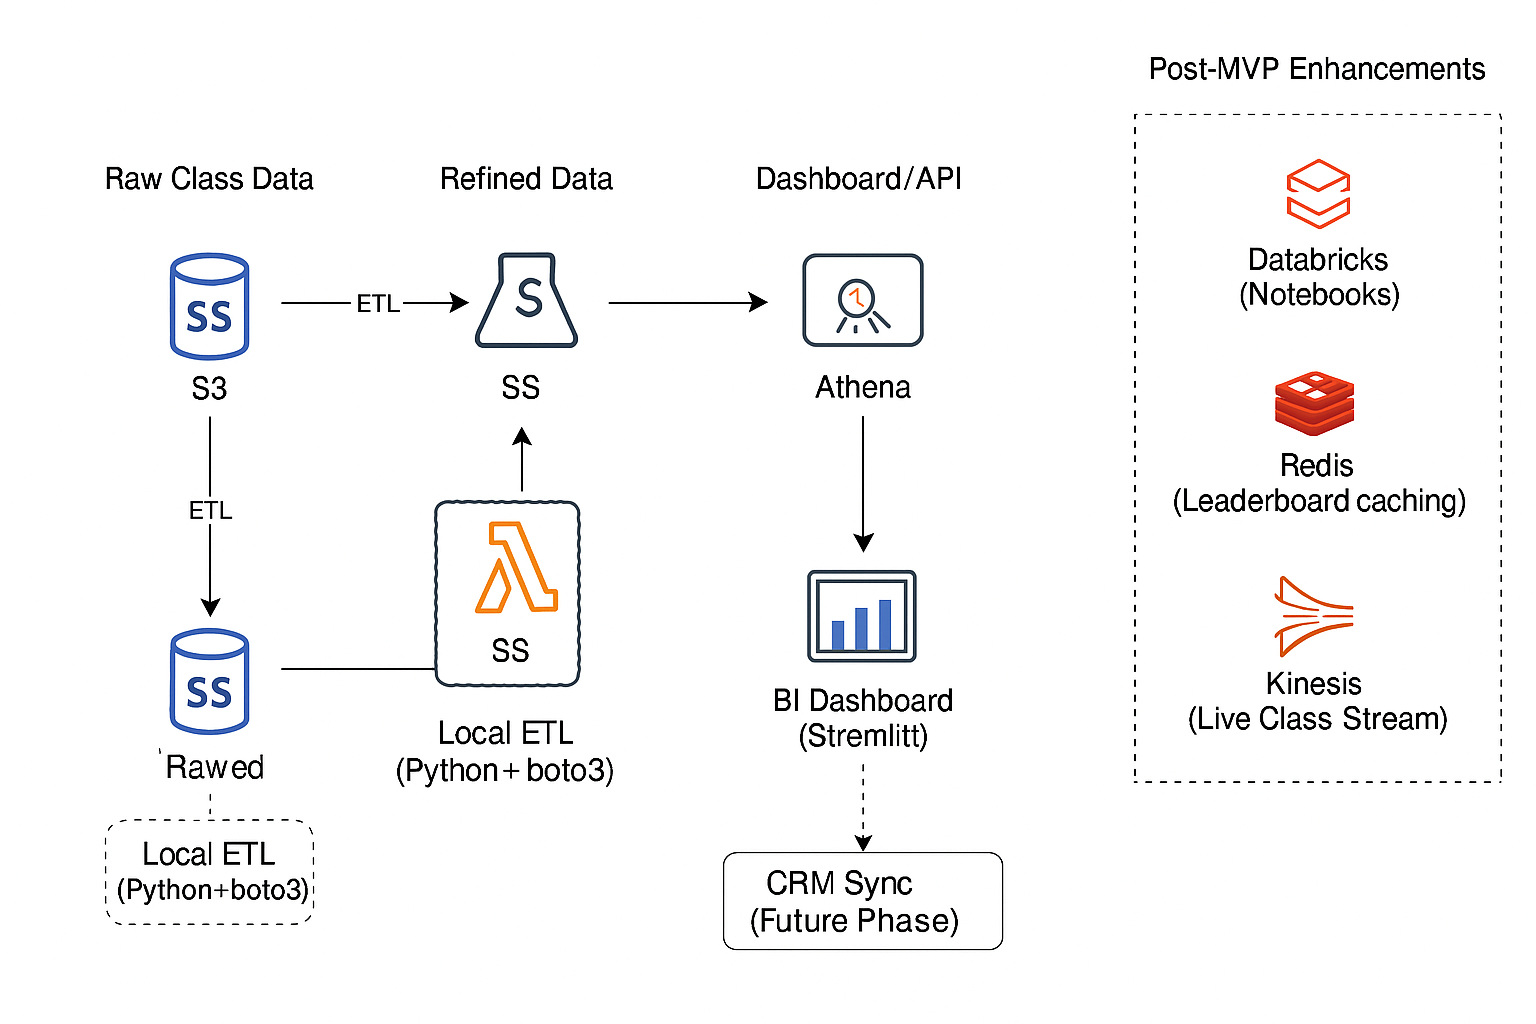 Post-MVP Enhancements
Raw Class Data
Refined Data
Dashboard/API
SS
S3
ETL
S
SS
1
Athena
ETL
SS
Rawed
Local ETL
(Python+boto3)
SS
Local ETL
(Python+ boto3)
BI Dashboard
(Stremlitt)
CRM Sync
(Future Phase)
Databricks
(Notebooks)
Redis
(Leaderboard caching)
Kinesis
(Live Class Stream)